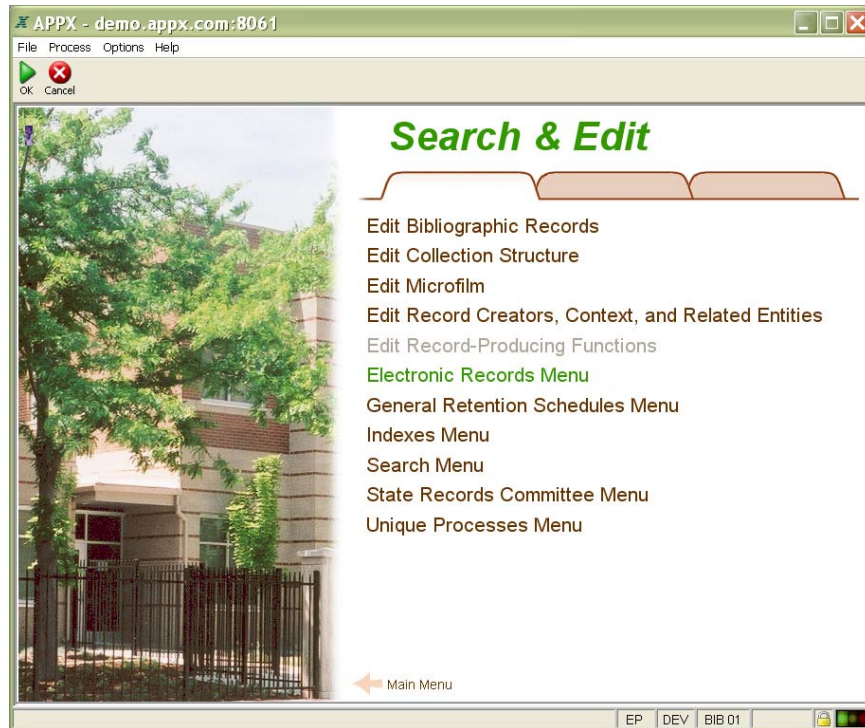 APPX - demo.appx.com:8061
File Process Options Help
OK Cancel
Search & Edit
Edit Bibliographic Records
Edit Collection Structure
Edit Microfilm
Edit Record Creators, Context, and Related Entities
Edit Record-Producing Functions
Electronic Records Menu
General Retention Schedules Menu
Indexes Menu
Search Menu
State Records Committee Menu
Unique Processes Menu
Main Menu
EP DEV BIB 01